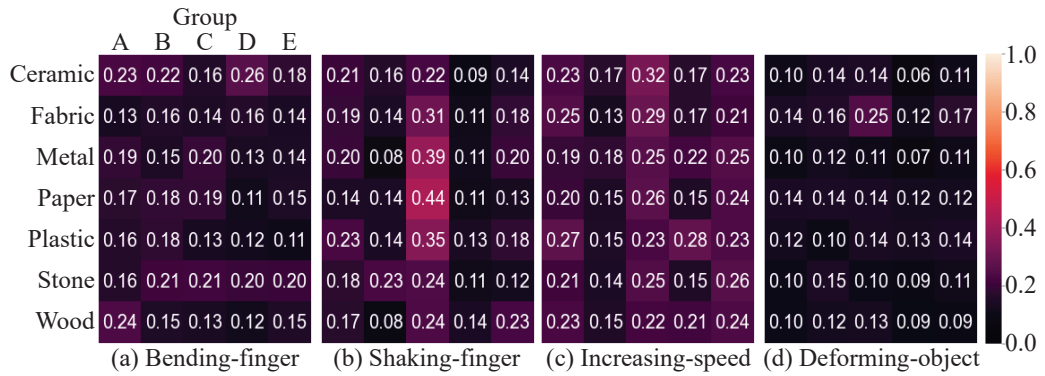 Group
A B C D E
Ceramic 0.23 0.22 0.16 0.26 0.18 0.21 0.16 0.22 0.09 0.14 0.23 0.17 0.32 0.17 0.23 0.10 0.14 0.14 0.06 0.11 1.0
Fabric 0.13 0.16 0.14 0.16 0.14 0.19 0.14 0.31 0.11 0.18 0.25 0.13 0.29 0.17 0.21 0.14 0.16 0.25 0.12 0.17 0.8
Metal 0.19 0.15 0.20 0.13 0.14 0.20 0.08 0.39 0.11 0.20 0.19 0.18 0.25 0.22 0.25 0.10 0.12 0.11 0.07 0.11 0.6
Paper 0.17 0.18 0.19 0.11 0.15 0.14 0.14 0.44 0.11 0.13 0.20 0.15 0.26 0.15 0.24 0.14 0.14 0.14 0.12 0.12
Plastic 0.16 0.18 0.13 0.12 0.11 0.23 0.14 0.35 0.13 0.18 0.27 0.15 0.23 0.28 0.23 0.12 0.10 0.14 0.13 0.14 0.4
Stone 0.16 0.21 0.21 0.20 0.20 0.18 0.23 0.24 0.11 0.12 0.21 0.14 0.25 0.15 0.26 0.10 0.15 0.10 0.09 0.11 0.2
Wood 0.24 0.15 0.13 0.12 0.15 0.17 0.08 0.24 0.14 0.23 0.23 0.15 0.22 0.21 0.24 0.10 0.12 0.13 0.09 0.09 0.0
(a) Bending-finger (b) Shaking-finger (c) Increasing-speed (d) Deforming-object